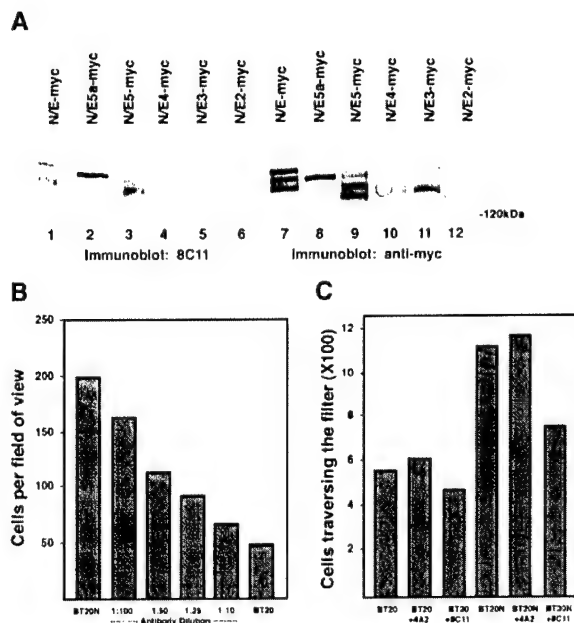 A
N/E-myc N/E5a-myc N/E5-myc N/E4-myc N/E3-myc N/E2-myc N/E-myc N/E5a-myc N/E5-myc N/E4-myc N/E3-myc N/E2-myc
-120kDa
1 2 3 4 5 6 7 8 9 10 11 12
Immunoblot: 8C11 Immunoblot: anti-myc
B
Cells per field of view
250
200
150
100
50
BT20N 1:100 1:50 1:25 1:10 BT20
Antibody Dilution
C
Cells traversing the filter (X100)
12
10
8
6
4
2
BT20 BT20 BT20 BT20N BT20N BT20N
+4A2 +8C11 +4A2 +8C11